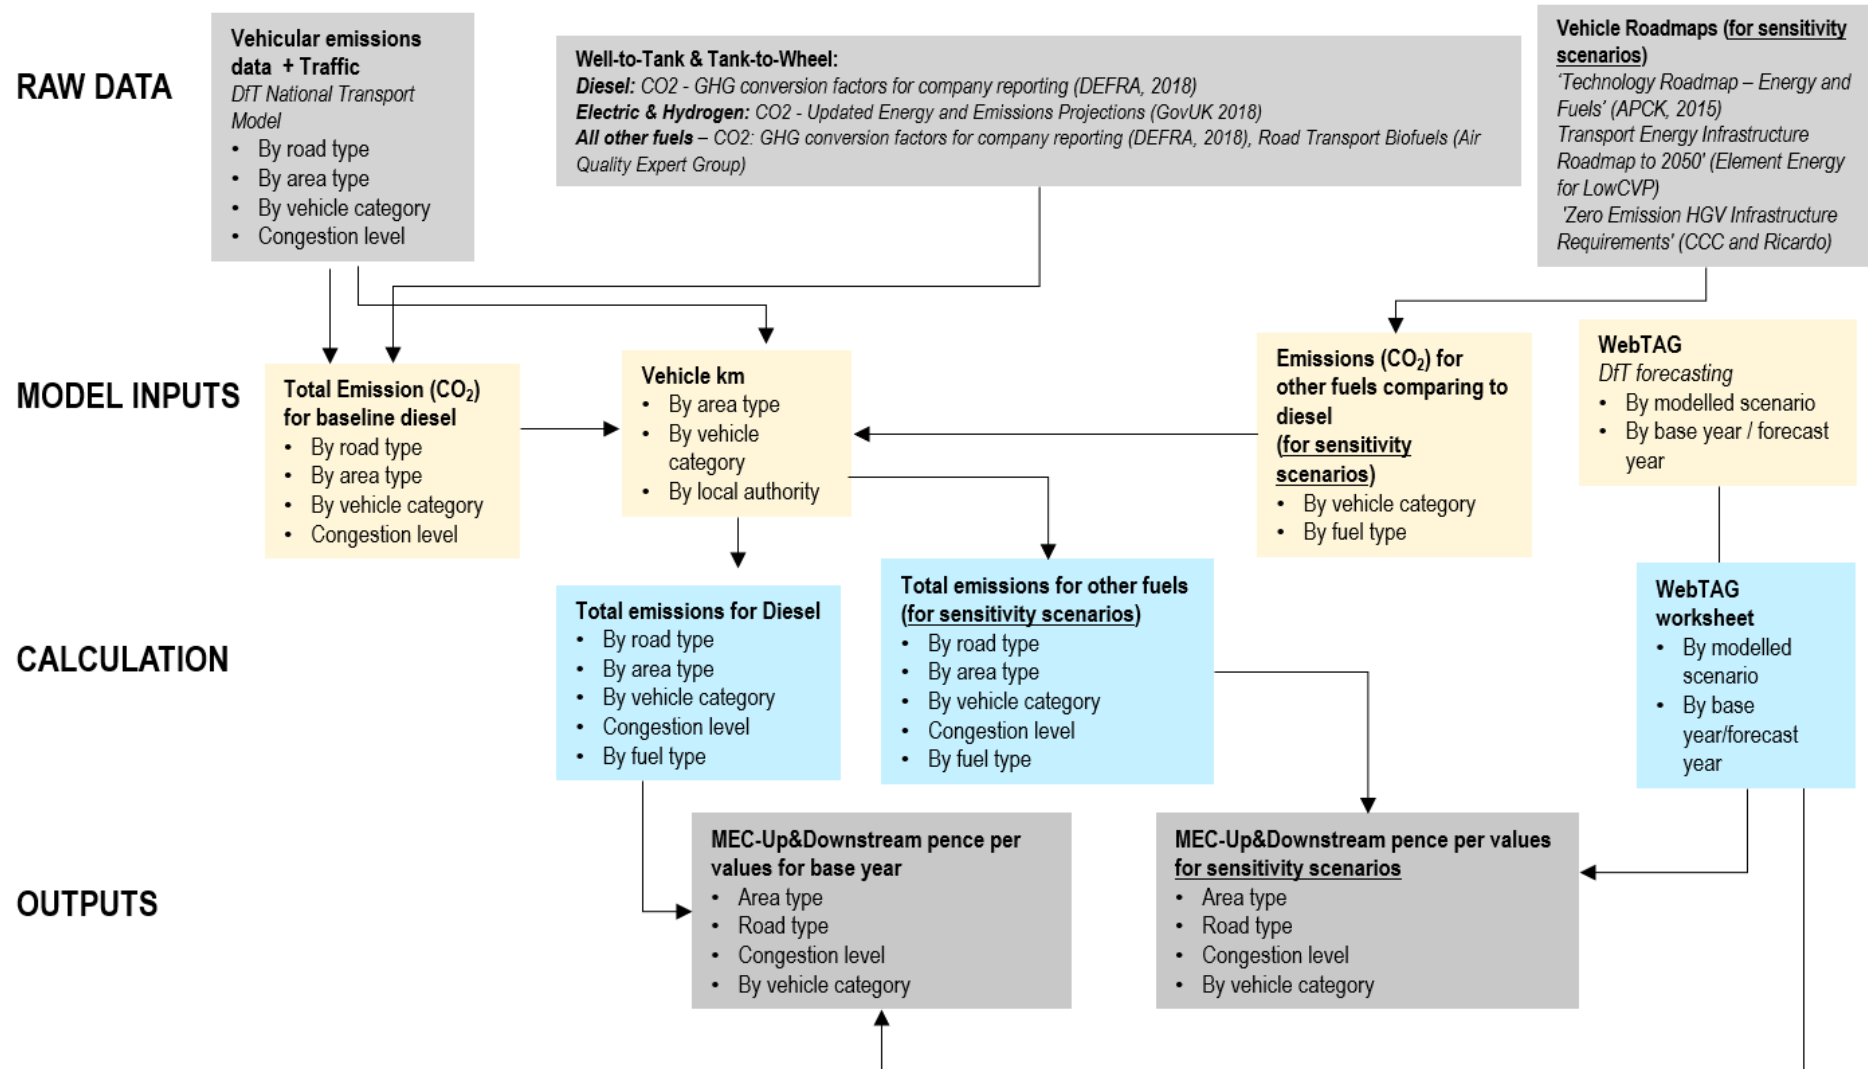 RAW DATA
Vehicular emissions
data + Traffic
DfT National Transport
Model
• By road type
• By area type
• By vehicle category
• Congestion level
Well-to-Tank & Tank-to-Wheel:
Diesel: CO2 - GHG conversion factors for company reporting (DEFRA, 2018)
Electric & Hydrogen: CO2 - Updated Energy and Emissions Projections (GovUK 2018)
All other fuels – CO2: GHG conversion factors for company reporting (DEFRA, 2018), Road Transport Biofuels (Air
Quality Expert Group)
Vehicle Roadmaps (for sensitivity
scenarios)
‘Technology Roadmap – Energy and
Fuels’ (APCK, 2015)
Transport Energy Infrastructure
Roadmap to 2050' (Element Energy
for LowCVP)
'Zero Emission HGV Infrastructure
Requirements' (CCC and Ricardo)
MODEL INPUTS
Total Emission (CO₂)
for baseline diesel
• By road type
• By area type
• By vehicle category
• Congestion level
Vehicle km
• By area type
• By vehicle
category
• By local authority
Emissions (CO₂) for
other fuels comparing to
diesel
(for sensitivity
scenarios)
• By vehicle category
• By fuel type
WebTAG
DfT forecasting
• By modelled scenario
• By base year / forecast
year
CALCULATION
Total emissions for Diesel
• By road type
• By area type
• By vehicle category
• Congestion level
• By fuel type
Total emissions for other fuels
(for sensitivity scenarios)
• By road type
• By area type
• By vehicle category
• Congestion level
• By fuel type
WebTAG
worksheet
• By modelled
scenario
• By base
year/forecast
year
OUTPUTS
MEC-Up&Downstream pence per
values for base year
• Area type
• Road type
• Congestion level
• By vehicle category
MEC-Up&Downstream pence per values
for sensitivity scenarios
• Area type
• Road type
• Congestion level
• By vehicle category